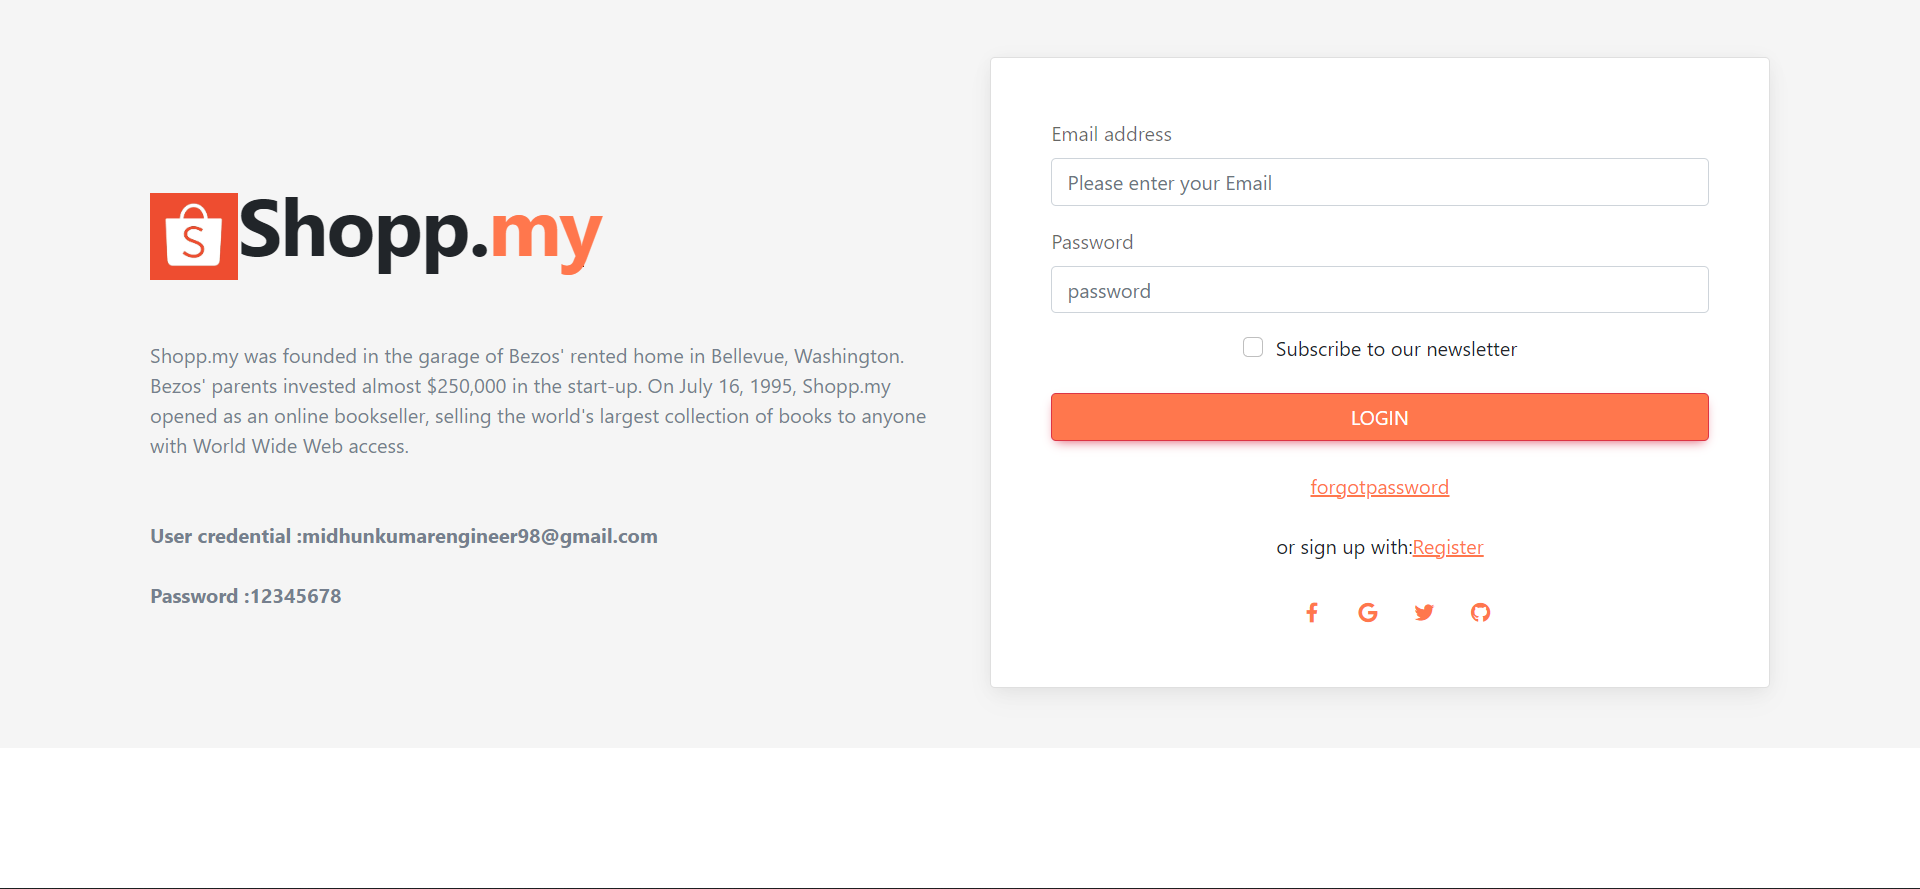 Shopp.my
Shopp.my was founded in the garage of Bezos' rented home in Bellevue, Washington.
Bezos' parents invested almost $250,000 in the start-up. On July 16, 1995, Shopp.my
opened as an online bookseller, selling the world's largest collection of books to anyone
with World Wide Web access.
User credential :midhunkumarengineer98@gmail.com
Password :12345678
Email address
Please enter your Email
Password
password
Subscribe to our newsletter
LOGIN
forgotpassword
or sign up with:Register